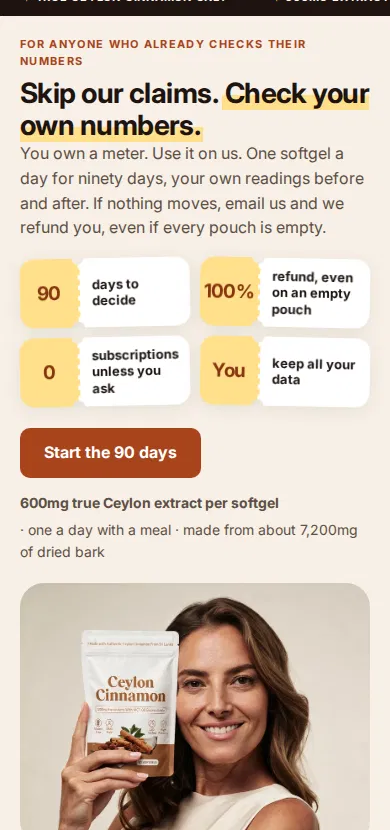 FOR ANYONE WHO ALREADY CHECKS THEIR
NUMBERS
Skip our claims. Check your
own numbers.
You own a meter. Use it on us. One softgel a
day for ninety days, your own readings before
and after. If nothing moves, email us and we
refund you, even if every pouch is empty.
90
days to
decide
100%
refund, even
on an empty
pouch
0
subscriptions
unless you
ask
You
keep all your
data
Start the 90 days
600mg true Ceylon extract per softgel
· one a day with a meal · made from about 7,200mg
of dried bark
Ceylon
Cinnamon